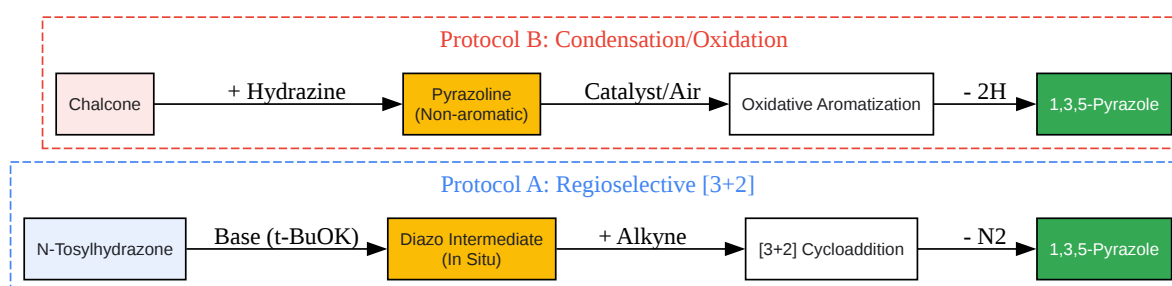 Protocol B: Condensation/Oxidation
Chalcone
+ Hydrazine
Pyrazoline
(Non-aromatic)
Catalyst/Air
Oxidative Aromatization
- 2H
1,3,5-Pyrazole
Protocol A: Regioselective [3+2]
N-Tosylhydrazone
Base (t-BuOK)
Diazo Intermediate
(In Situ)
+ Alkyne
[3+2] Cycloaddition
- N2
1,3,5-Pyrazole